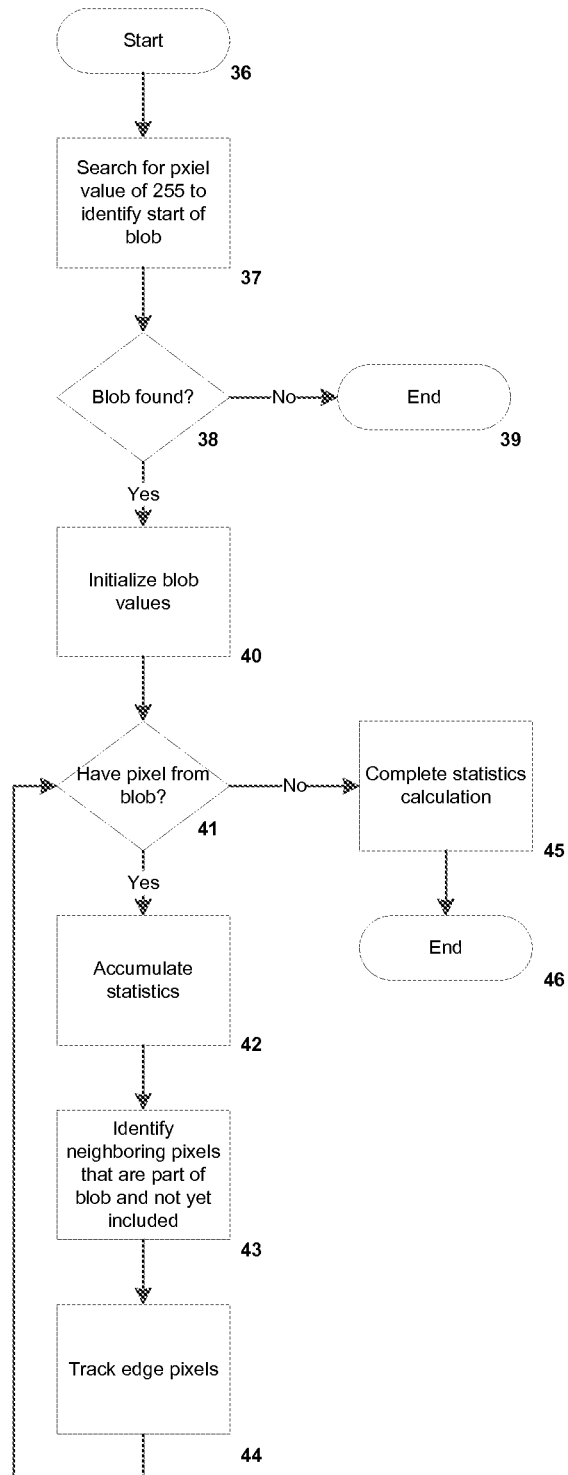 Start
36
Search for pxiel
value of 255 to
identify start of
blob
37
Blob found?
No
End
38
39
Yes
Initialize blob
values
40
Have pixel from
blob?
No
Complete statistics
calculation
41
45
Yes
End
46
Accumulate
statistics
42
Identify
neighboring pixels
that are part of
blob and not yet
included
43
Track edge pixels
44